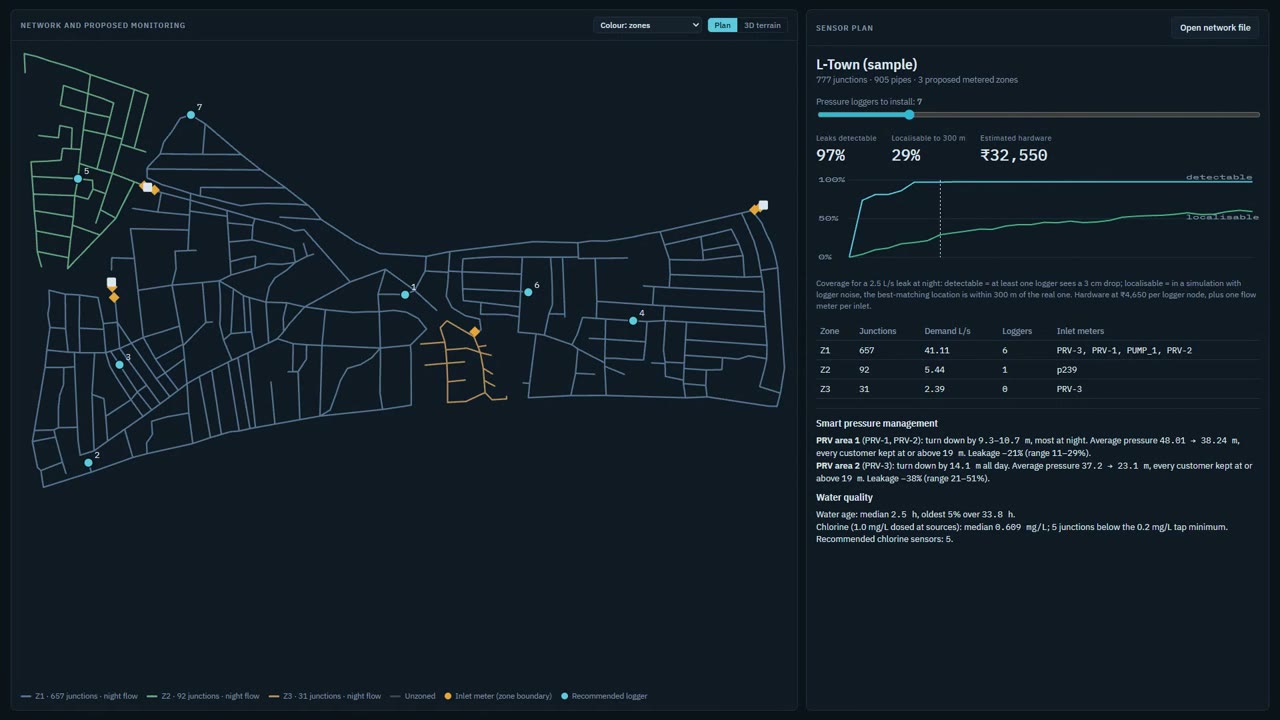 NETWORK AND PROPOSED MONITORING
Colour: zones
Plan
3D terrain
7
5
1
6
4
3
2
Z1 · 657 junctions · night flow
Z2 · 92 junctions · night flow
Z3 · 31 junctions · night flow
Unzoned
Inlet meter (zone boundary)
Recommended logger
SENSOR PLAN
Open network file
L-Town (sample)
777 junctions · 905 pipes · 3 proposed metered zones
Pressure loggers to install: 7
Leaks detectable
Localisable to 300 m
Estimated hardware
97%
29%
₹32,550
100%
detectable
50%
localisable
0%
Coverage for a 2.5 L/s leak at night: detectable = at least one logger sees a 3 cm drop; localisable = in a simulation with
logger noise, the best-matching location is within 300 m of the real one. Hardware at ₹4,650 per logger node, plus one flow
meter per inlet.
Zone Junctions Demand L/s Loggers Inlet meters
Z1 657 41.11 6 PRV-3, PRV-1, PUMP_1, PRV-2
Z2 92 5.44 1 p239
Z3 31 2.39 0 PRV-3
Smart pressure management
PRV area 1 (PRV-1, PRV-2): turn down by 9.3–10.7 m, most at night. Average pressure 48.01 → 38.24 m,
every customer kept at or above 19 m. Leakage −21% (range 11–29%).
PRV area 2 (PRV-3): turn down by 14.1 m all day. Average pressure 37.2 → 23.1 m, every customer kept at or
above 19 m. Leakage −38% (range 21–51%).
Water quality
Water age: median 2.5 h, oldest 5% over 33.8 h.
Chlorine (1.0 mg/L dosed at sources): median 0.609 mg/L; 5 junctions below the 0.2 mg/L tap minimum.
Recommended chlorine sensors: 5.